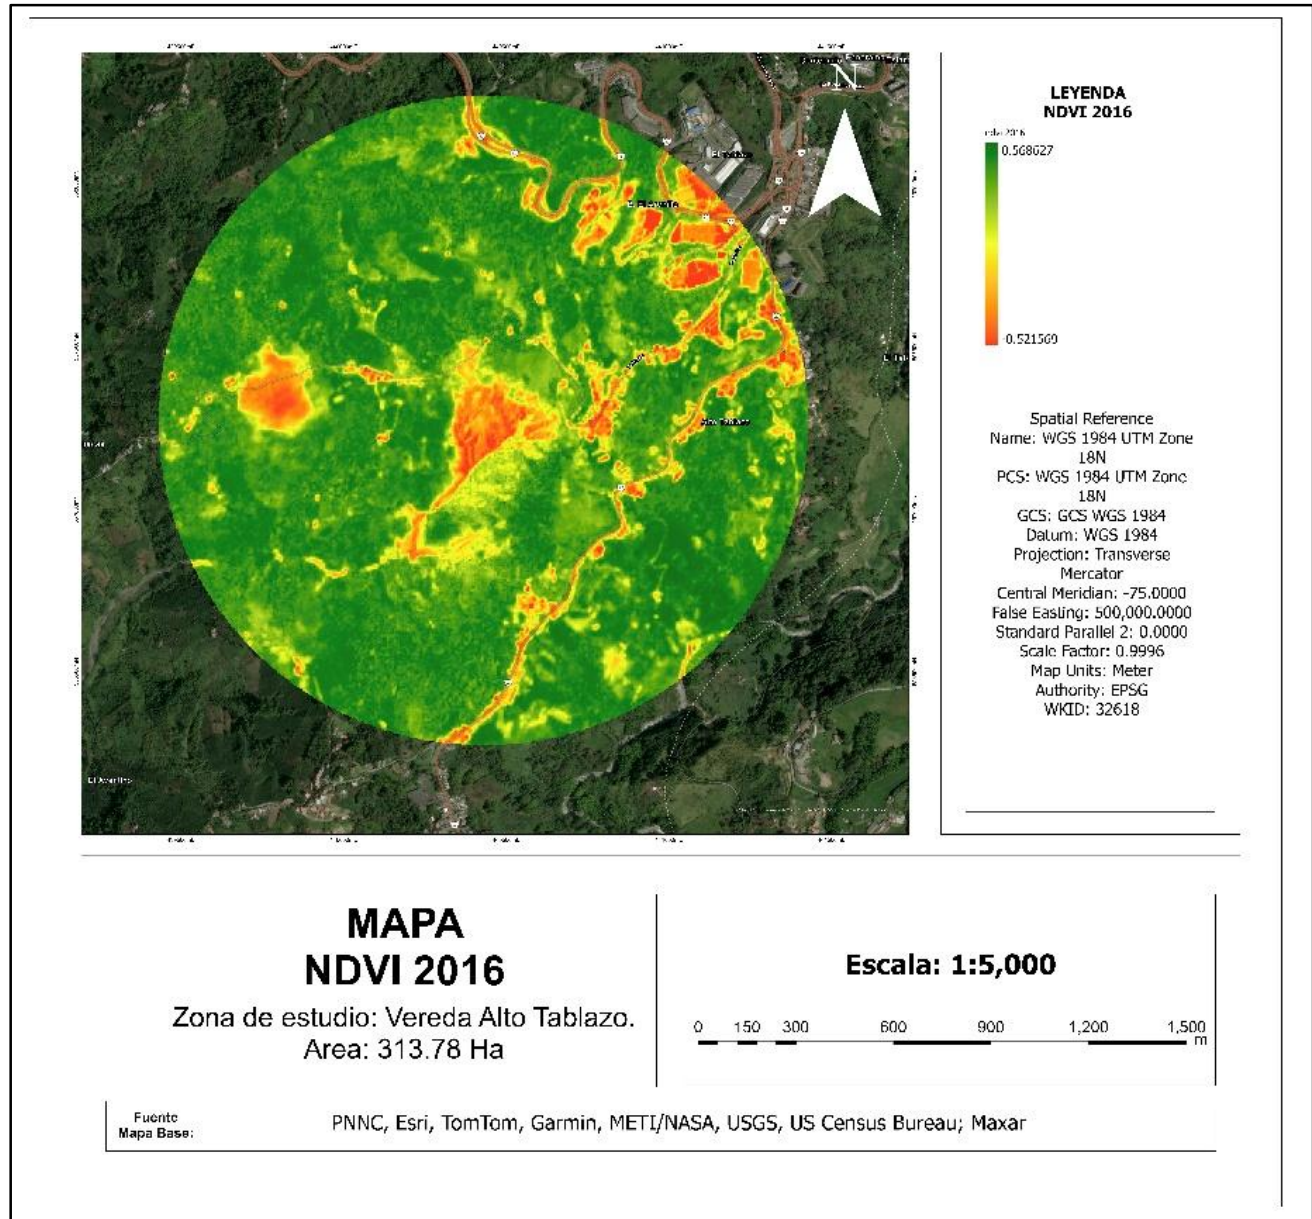 N
Alto Tablazo
LEYENDA
NDVI 2016
ndvi 2016
0.568627
-0.521569
Spatial Reference
Name: WGS 1984 UTM Zone
18N
PCS: WGS 1984 UTM Zone
18N
GCS: GCS WGS 1984
Datum: WGS 1984
Projection: Transverse
Mercator
Central Meridian: -75.0000
False Easting: 500,000.0000
Standard Parallel 2: 0.0000
Scale Factor: 0.9996
Map Units: Meter
Authority: EPSG
WKID: 32618
MAPA
NDVI 2016
Zona de estudio: Vereda Alto Tablazo.
Area: 313.78 Ha
Escala: 1:5,000
0 150 300 600 900 1,200 1,500
m
Fuente
Mapa Base:
PNNC, Esri, TomTom, Garmin, METI/NASA, USGS, US Census Bureau; Maxar